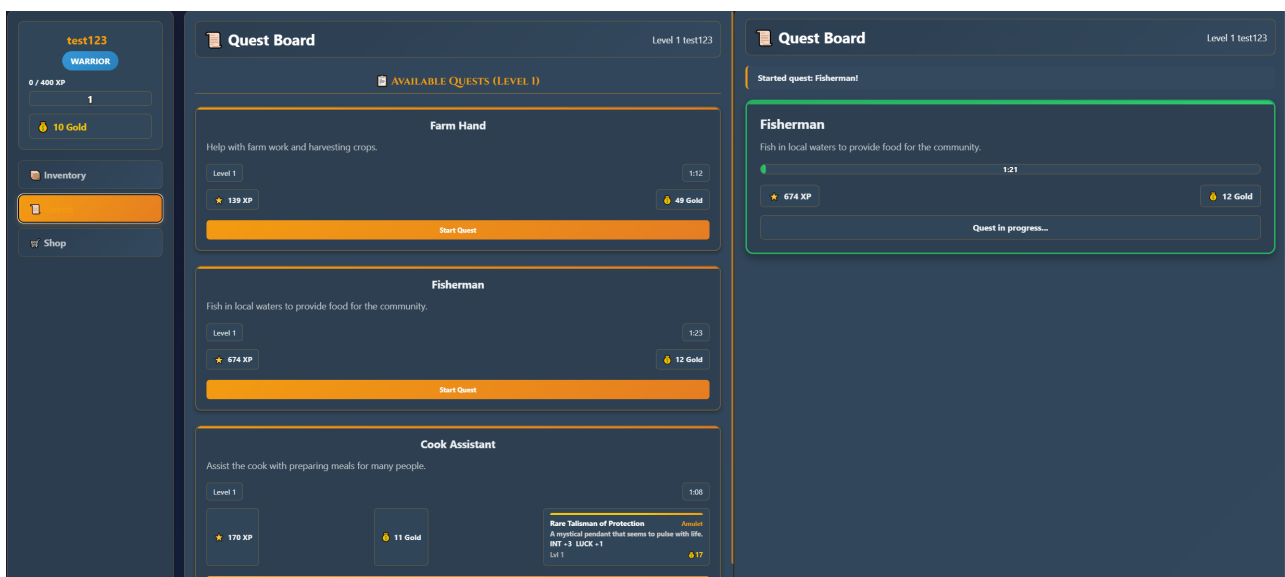 test123
WARRIOR
0 / 400 XP
1
10 Gold
Inventory
Shop
Quest Board
Level 1 test123
Available Quests (Level 1)
Farm Hand
Help with farm work and harvesting crops.
Level 1
1:12
139 XP
49 Gold
Start Quest
Fisherman
Fish in local waters to provide food for the community.
Level 1
1:23
674 XP
12 Gold
Start Quest
Cook Assistant
Assist the cook with preparing meals for many people.
Level 1
1:08
170 XP
11 Gold
Rare Talisman of Protection Amulet
A mystical pendant that seems to pulse with life.
INT +3 LUCK +1
Lvl 1
17
Quest Board
Level 1 test123
Started quest: Fisherman!
Fisherman
Fish in local waters to provide food for the community.
1:21
674 XP
12 Gold
Quest in progress...